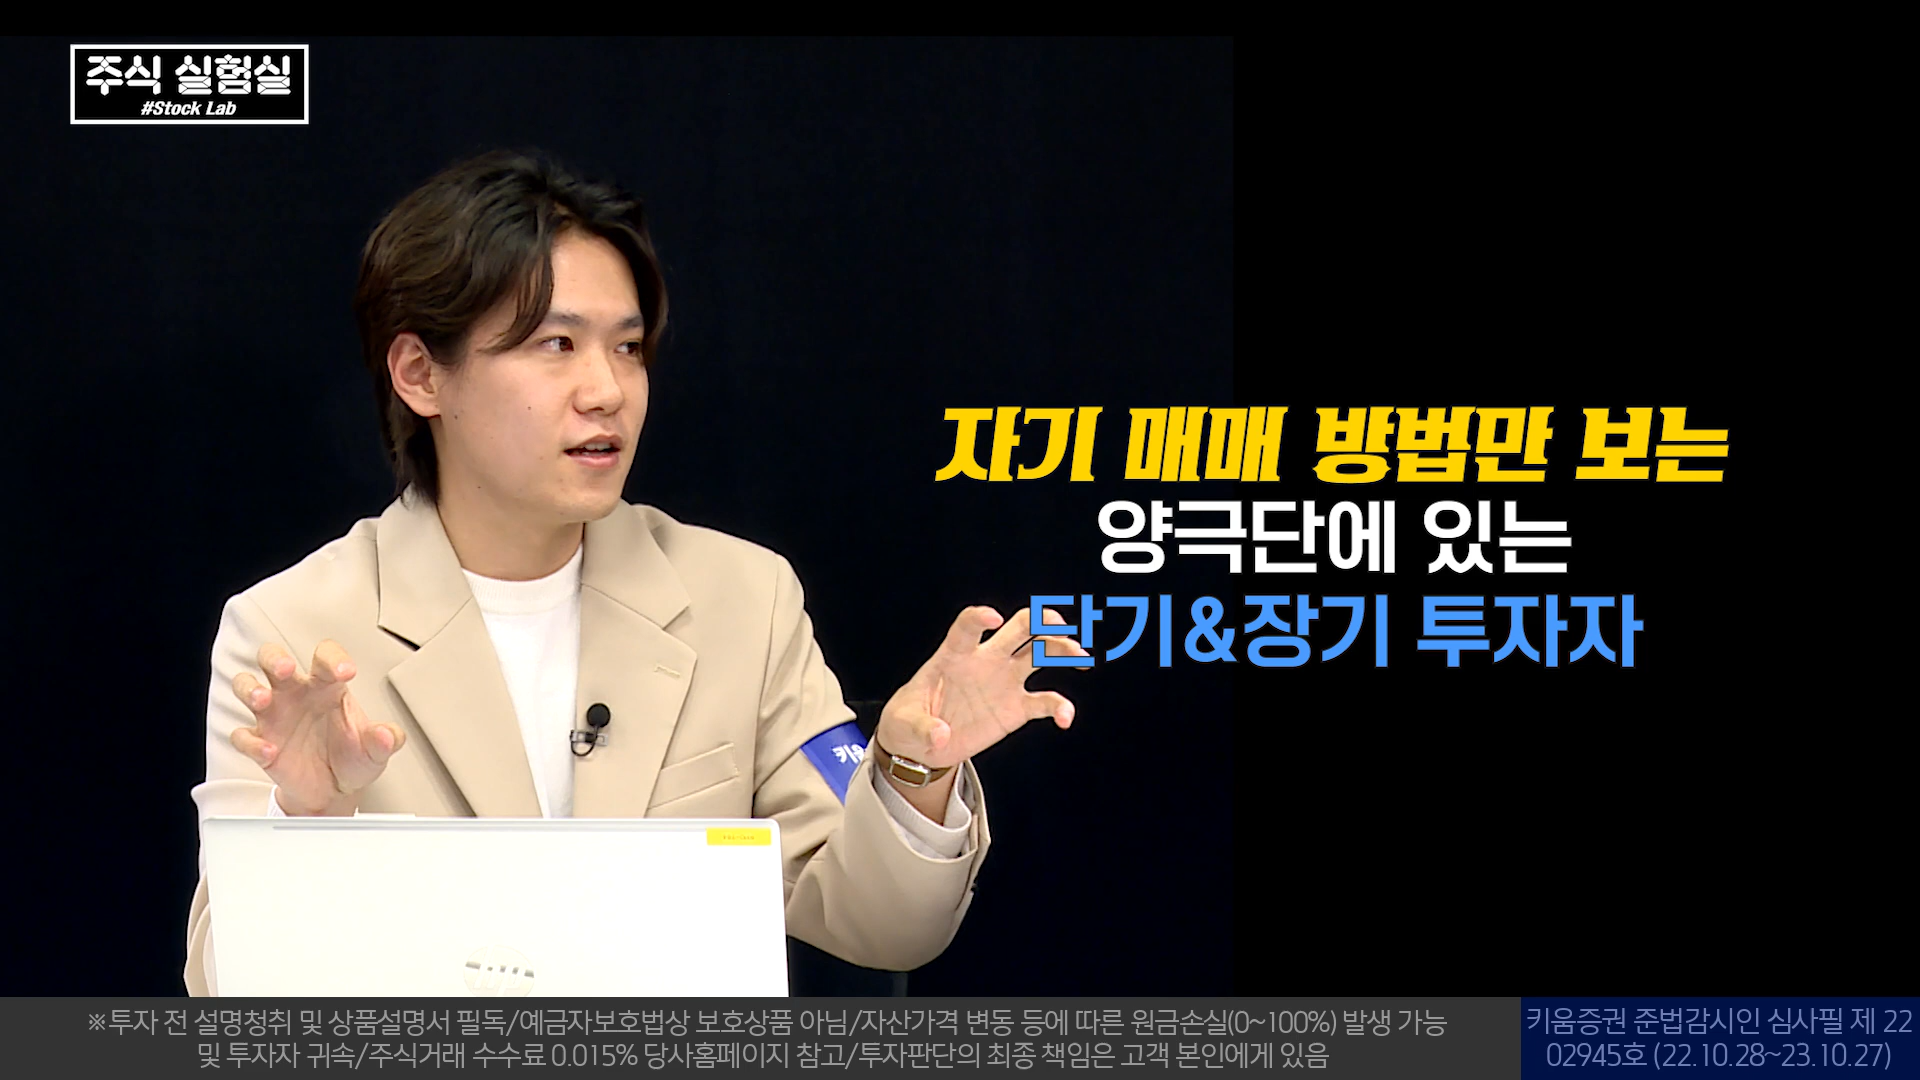 주식 실험실
#Stock Lab
자기 매매 방법만 보는
양극단에 있는
단기&장기 투자자
키움
hp
※투자 전 설명청취 및 상품설명서 필독/예금자보호법상 보호상품 아님/자산가격 변동 등에 따른 원금손실(0~100%) 발생 가능
및 투자자 귀속/주식거래 수수료 0.015% 당사홈페이지 참고/투자판단의 최종 책임은 고객 본인에게 있음
키움증권 준법감시인 심사필 제 22
02945호 (22.10.28~23.10.27)